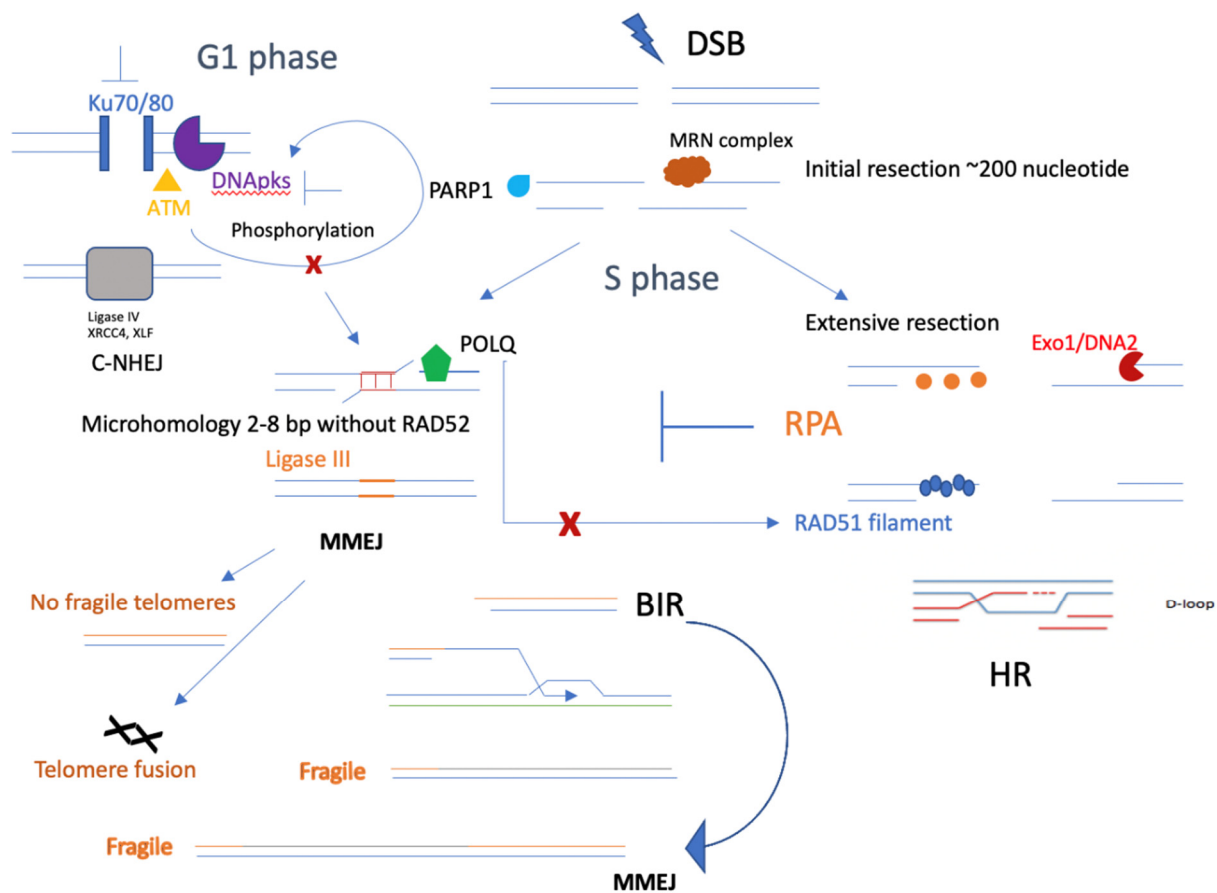 G1 phase
DSB
Ku70/80
MRN complex
Initial resection ~200 nucleotide
PARP1
DNApks
ATM
Phosphorylation
X
S phase
Ligase IV
XRCC4, XLF
C-NHEJ
POLQ
Extensive resection
Exo1/DNA2
Microhomology 2-8 bp without RAD52
RPA
Ligase III
X
RAD51 filament
MMEJ
No fragile telomeres
BIR
D-loop
HR
Telomere fusion
Fragile
Fragile
MMEJ